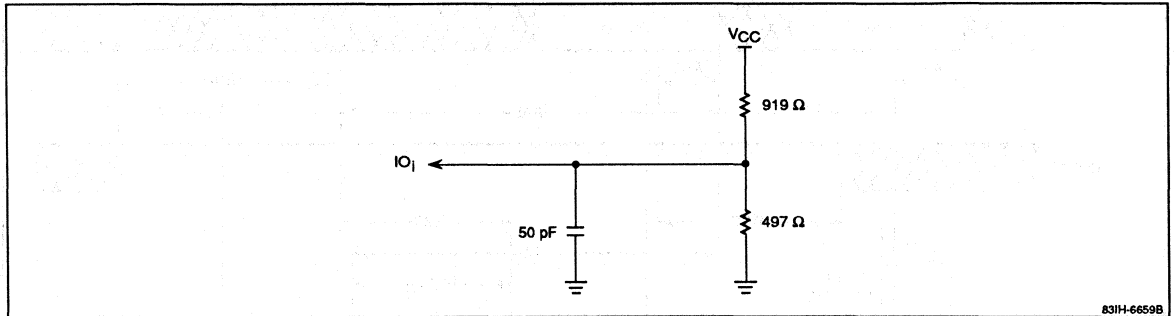 VCC
919 Ω
IOi
50 pF
497 Ω
83IH-6659B